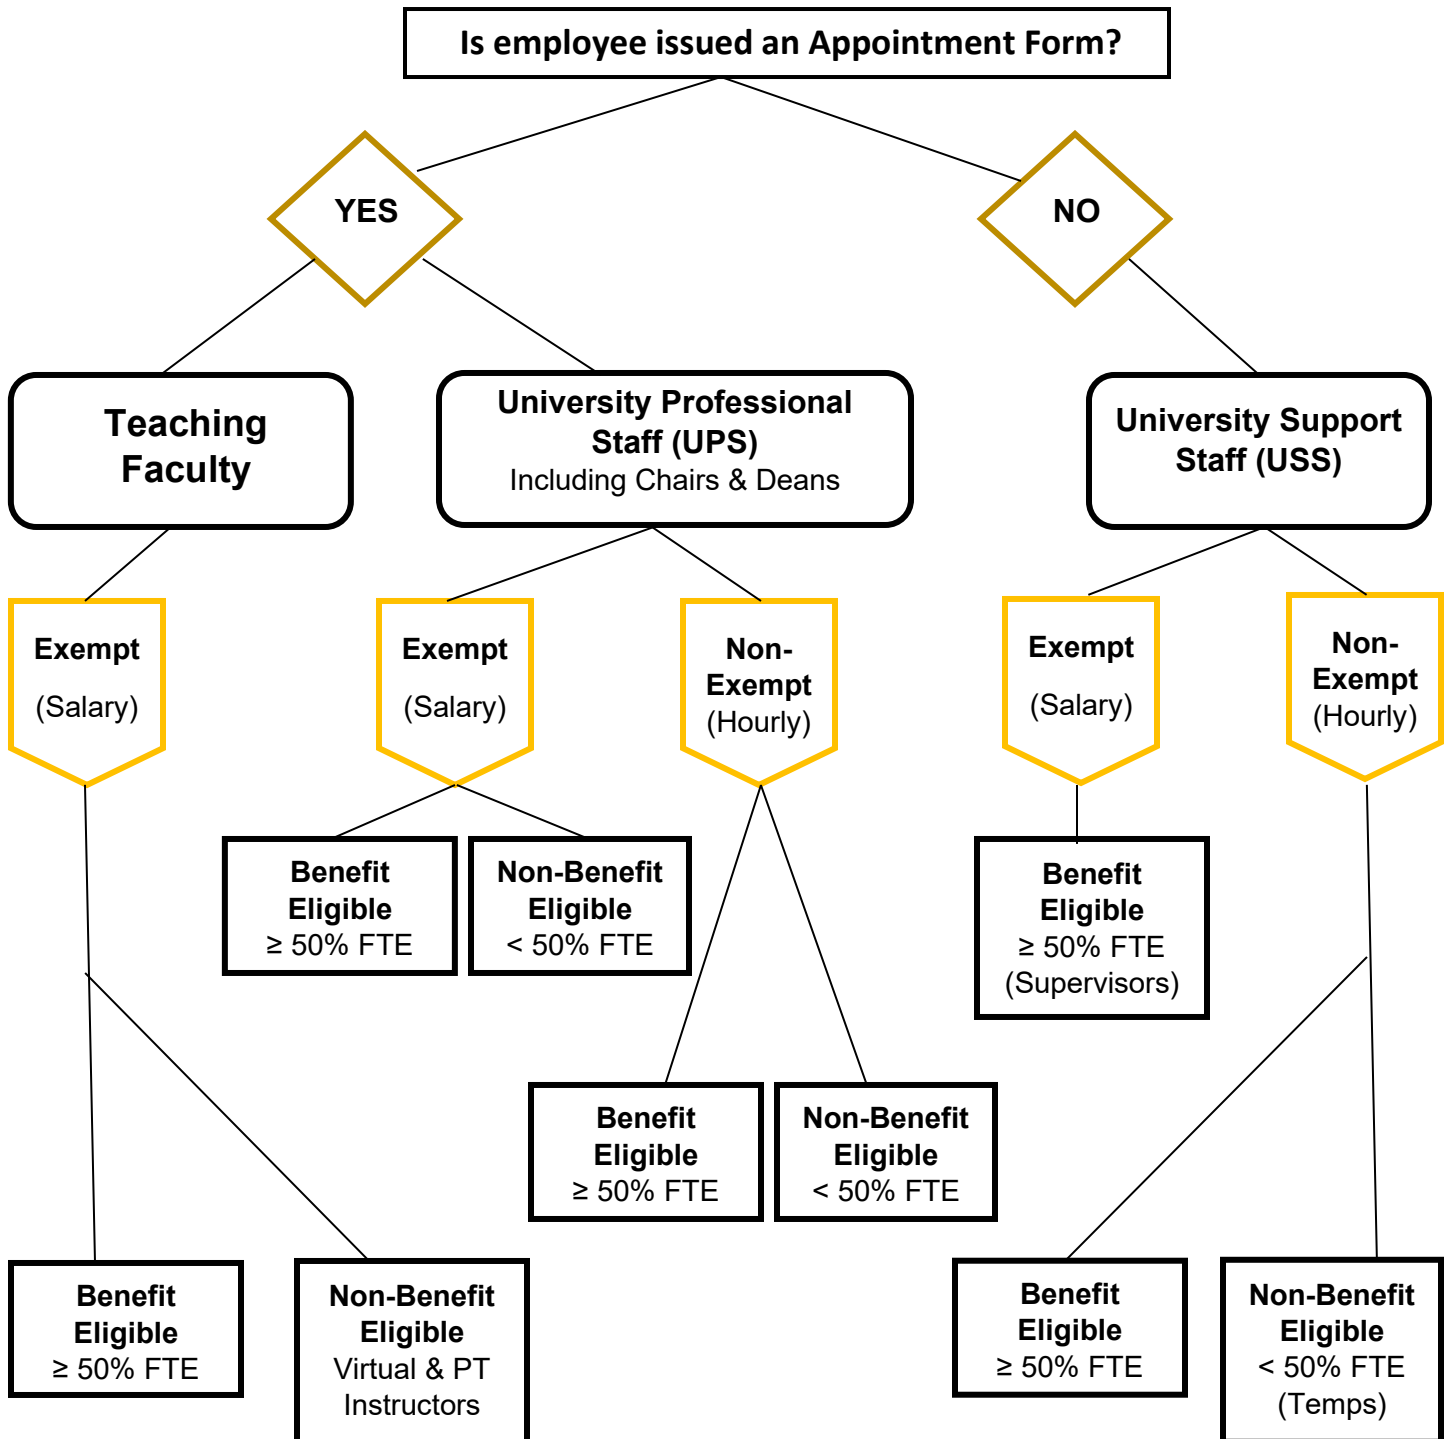 Is employee issued an Appointment Form?
YES
NO
Teaching
Faculty
University Professional
Staff (UPS)
Including Chairs & Deans
University Support
Staff (USS)
Exempt
(Salary)
Exempt
(Salary)
Non-
Exempt
(Hourly)
Exempt
(Salary)
Non-
Exempt
(Hourly)
Benefit
Eligible
≥ 50% FTE
Non-Benefit
Eligible
< 50% FTE
Benefit
Eligible
≥ 50% FTE
(Supervisors)
Benefit
Eligible
≥ 50% FTE
Non-Benefit
Eligible
< 50% FTE
Benefit
Eligible
≥ 50% FTE
Non-Benefit
Eligible
Virtual & PT
Instructors
Benefit
Eligible
≥ 50% FTE
Non-Benefit
Eligible
< 50% FTE
(Temps)